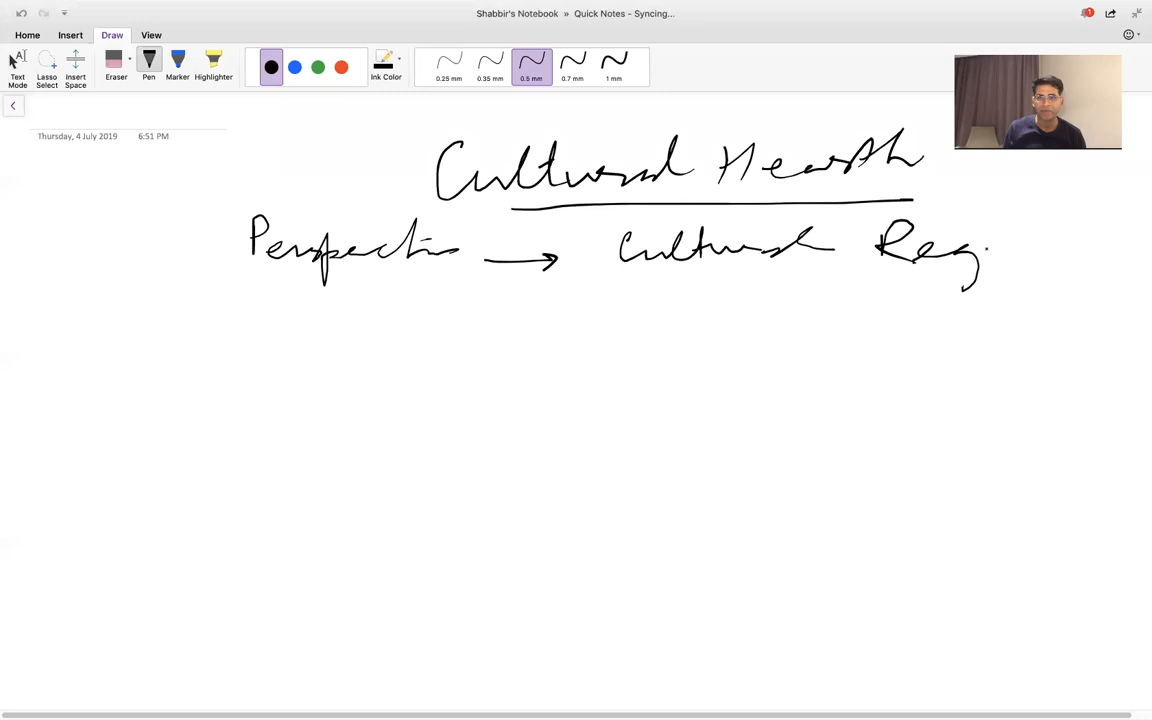 Shabbir's Notebook » Quick Notes - Syncing...
1
Home Insert Draw View
Text Mode
Lasso Select
Insert Space
Eraser
Pen
Marker
Highlighter
Ink Color
0.25 mm 0.35 mm 0.5 mm 0.7 mm 1 mm
Thursday, 4 July 2019 6:51 PM
Cultural Hearth
Perspective → Cultural Reg